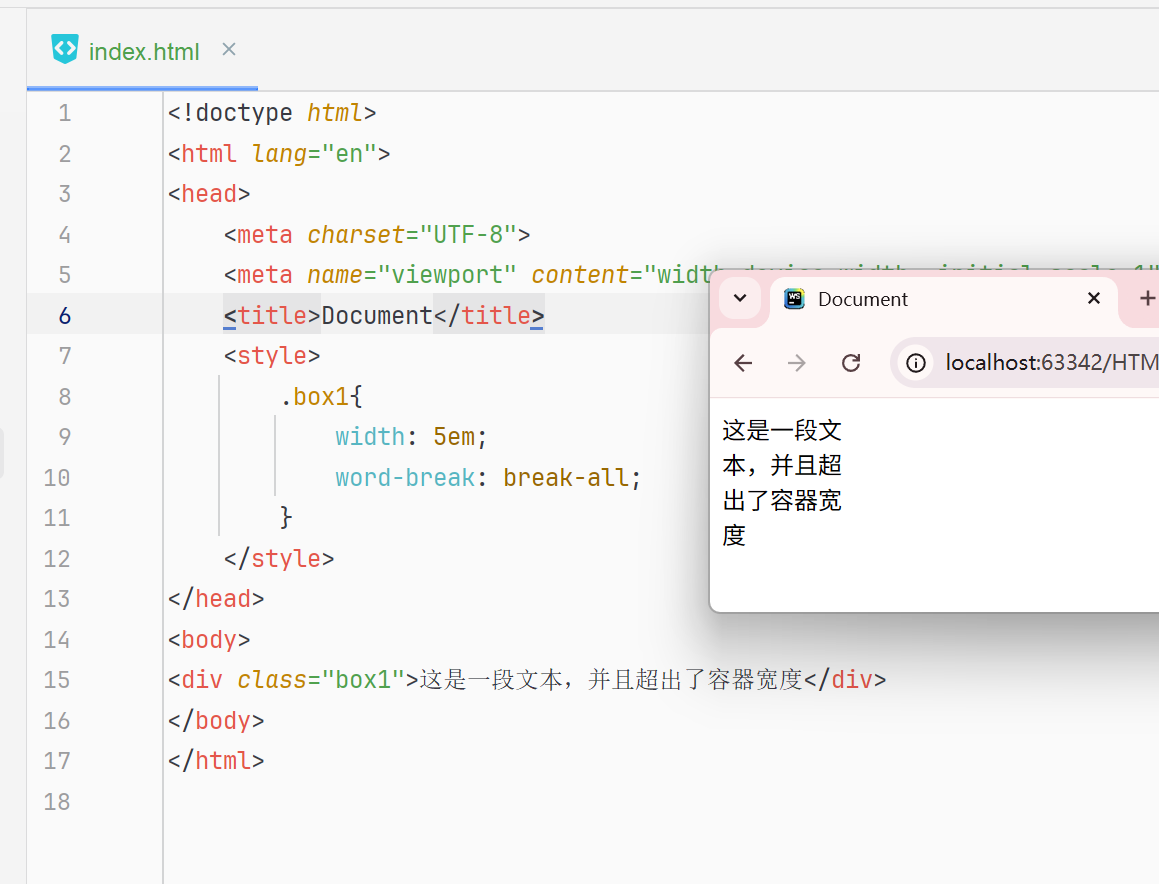 index.html
1 <!doctype html>
2 <html lang="en">
3 <head>
4 <meta charset="UTF-8">
5 <meta name="viewport" content="width
6 <title>Document</title>
7 <style>
8 .box1{
9 width: 5em;
10 word-break: break-all;
11 }
12 </style>
13 </head>
14 <body>
15 <div class="box1">这是一段文本，并且超出了容器宽度</div>
16 </body>
17 </html>
18
WS Document
localhost:63342/HTM
这是一段文
本，并且超
出了容器宽
度